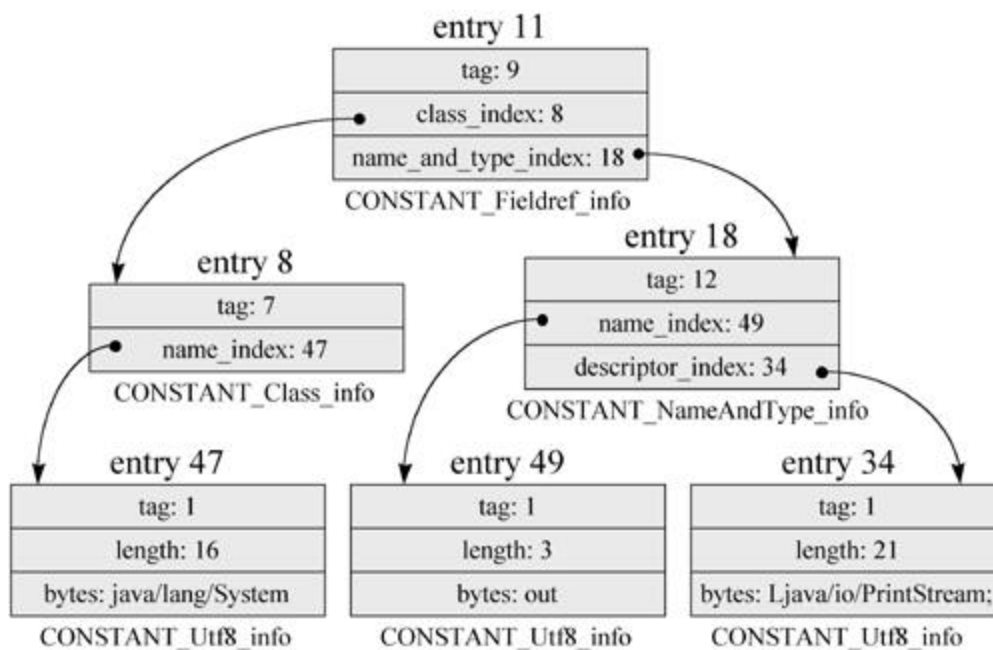 entry 11
tag: 9
class_index: 8
name_and_type_index: 18
CONSTANT_Fieldref_info
entry 8
tag: 7
name_index: 47
CONSTANT_Class_info
entry 18
tag: 12
name_index: 49
descriptor_index: 34
CONSTANT_NameAndType_info
entry 47
tag: 1
length: 16
bytes: java/lang/System
CONSTANT_Utf8_info
entry 49
tag: 1
length: 3
bytes: out
CONSTANT_Utf8_info
entry 34
tag: 1
length: 21
bytes: Ljava/io/PrintStream;
CONSTANT_Utf8_info